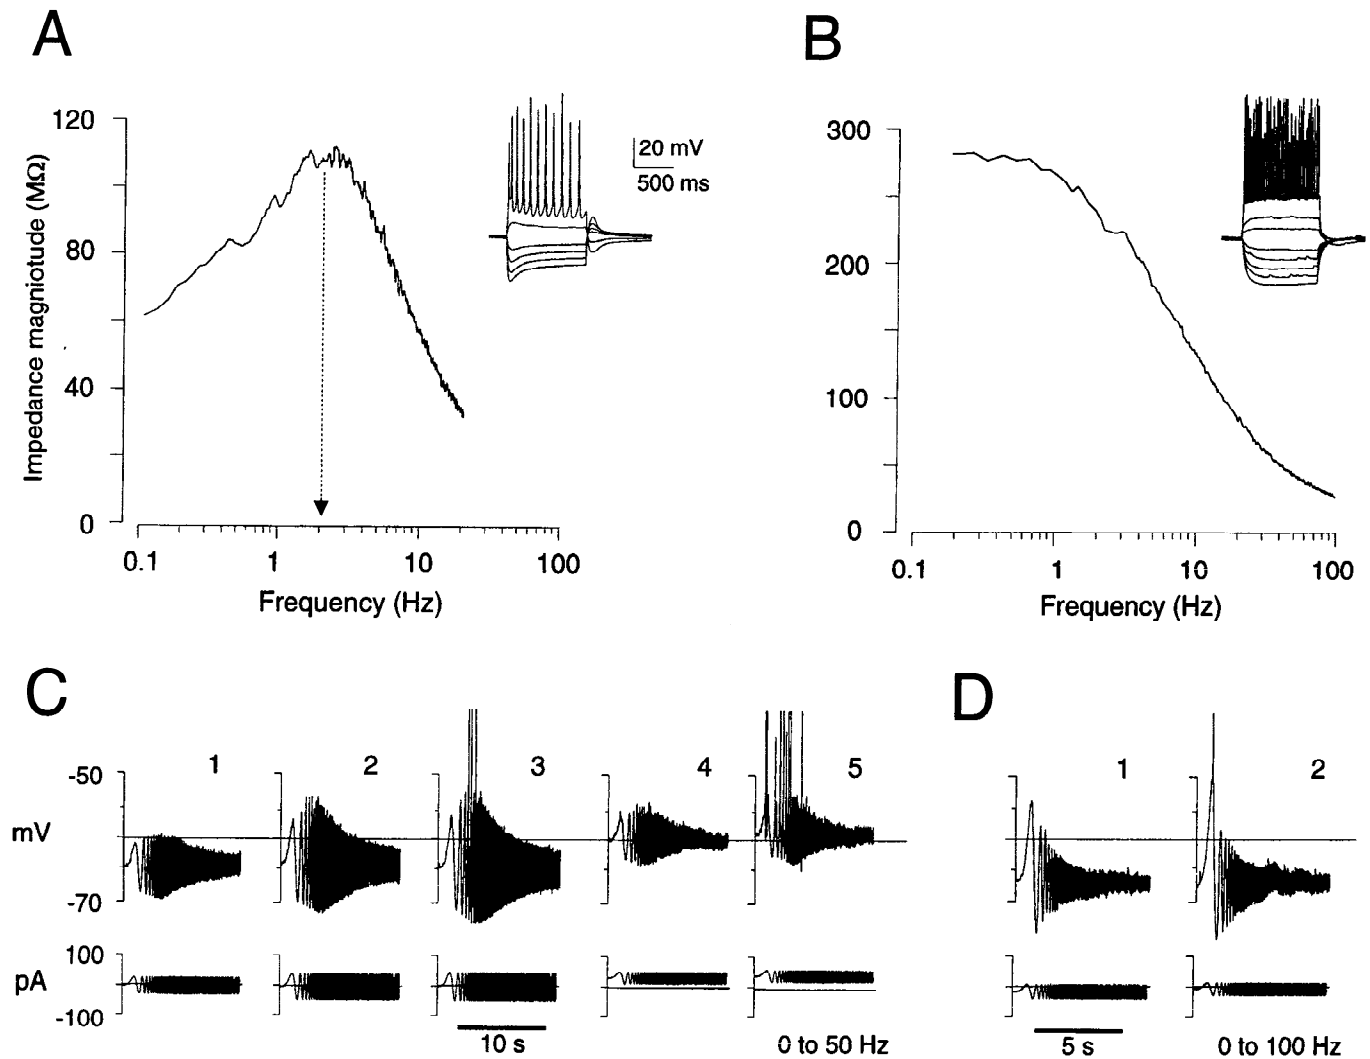 A
B
120
80
40
0
Impedance magniotude (MΩ)
20 mV
500 ms
0.1 1 10 100
Frequency (Hz)
300
200
100
0
0.1 1 10 100
Frequency (Hz)
C
D
1 2 3 4 5
1 2
-50
mV
-70
100
pA
-100
10 s
0 to 50 Hz
5 s
0 to 100 Hz